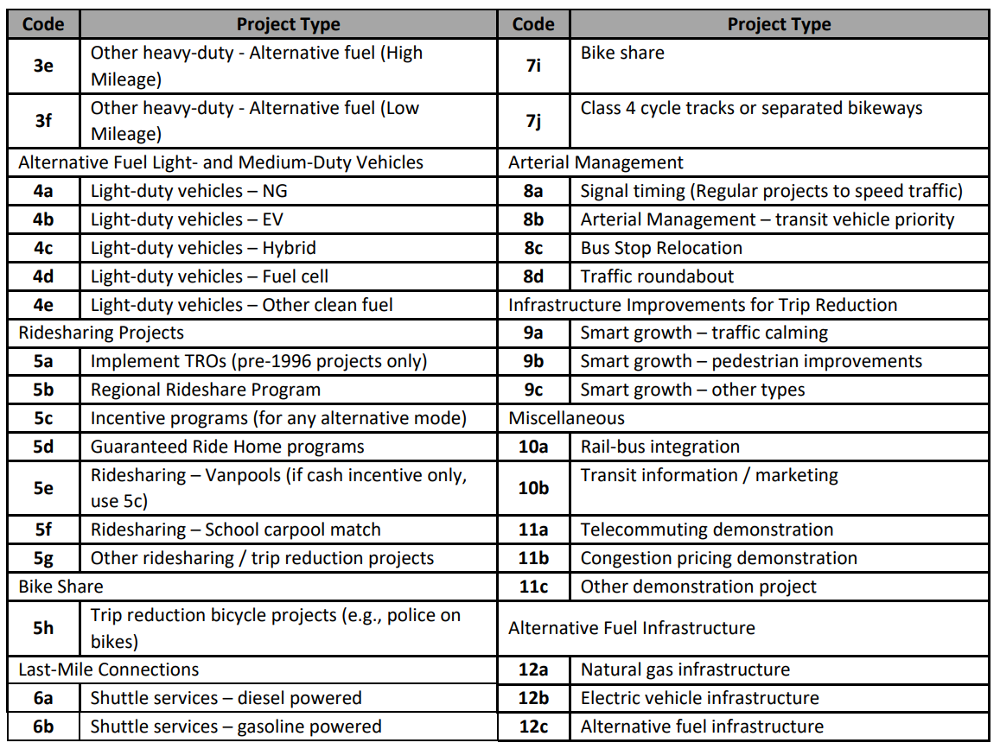 Code Project Type Code Project Type
3e Other heavy-duty - Alternative fuel (High 7i Bike share
Mileage)
3f Other heavy-duty - Alternative fuel (Low 7j Class 4 cycle tracks or separated bikeways
Mileage)
Alternative Fuel Light- and Medium-Duty Vehicles Arterial Management
4a Light-duty vehicles – NG 8a Signal timing (Regular projects to speed traffic)
4b Light-duty vehicles – EV 8b Arterial Management – transit vehicle priority
4c Light-duty vehicles – Hybrid 8c Bus Stop Relocation
4d Light-duty vehicles – Fuel cell 8d Traffic roundabout
4e Light-duty vehicles – Other clean fuel Infrastructure Improvements for Trip Reduction
Ridesharing Projects 9a Smart growth – traffic calming
5a Implement TROs (pre-1996 projects only) 9b Smart growth – pedestrian improvements
5b Regional Rideshare Program 9c Smart growth – other types
5c Incentive programs (for any alternative mode) Miscellaneous
5d Guaranteed Ride Home programs 10a Rail-bus integration
5e Ridesharing – Vanpools (if cash incentive only, 10b Transit information / marketing
use 5c)
5f Ridesharing – School carpool match 11a Telecommuting demonstration
5g Other ridesharing / trip reduction projects 11b Congestion pricing demonstration
Bike Share 11c Other demonstration project
5h Trip reduction bicycle projects (e.g., police on Alternative Fuel Infrastructure
bikes)
Last-Mile Connections 12a Natural gas infrastructure
6a Shuttle services – diesel powered 12b Electric vehicle infrastructure
6b Shuttle services – gasoline powered 12c Alternative fuel infrastructure